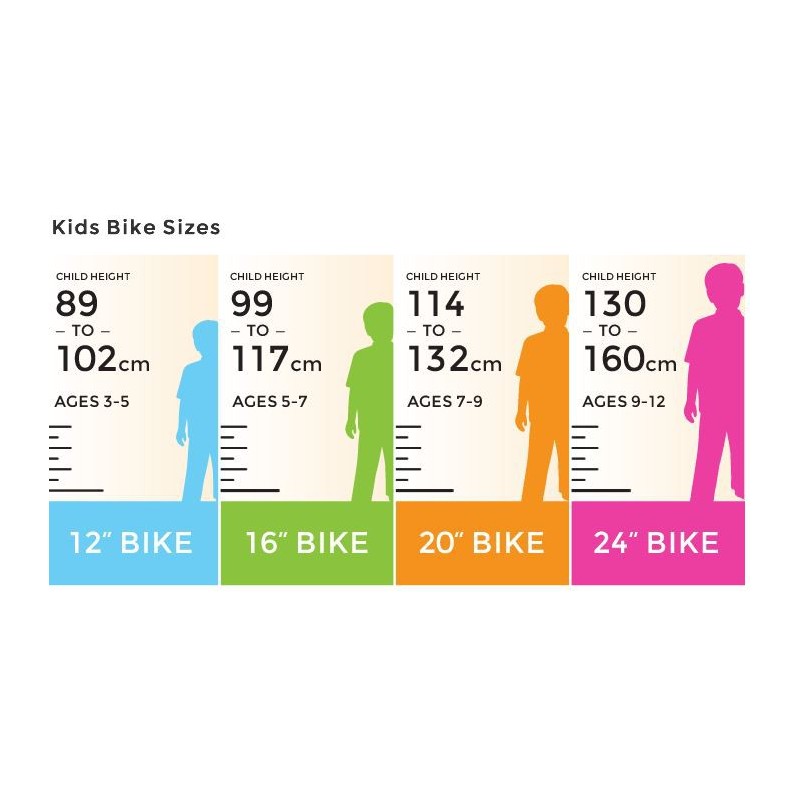 Kids Bike Sizes
CHILD HEIGHT
89
– TO –
102cm
AGES 3-5
12″ BIKE
CHILD HEIGHT
99
– TO –
117cm
AGES 5-7
16″ BIKE
CHILD HEIGHT
114
– TO –
132cm
AGES 7-9
20″ BIKE
CHILD HEIGHT
130
– TO –
160cm
AGES 9-12
24″ BIKE